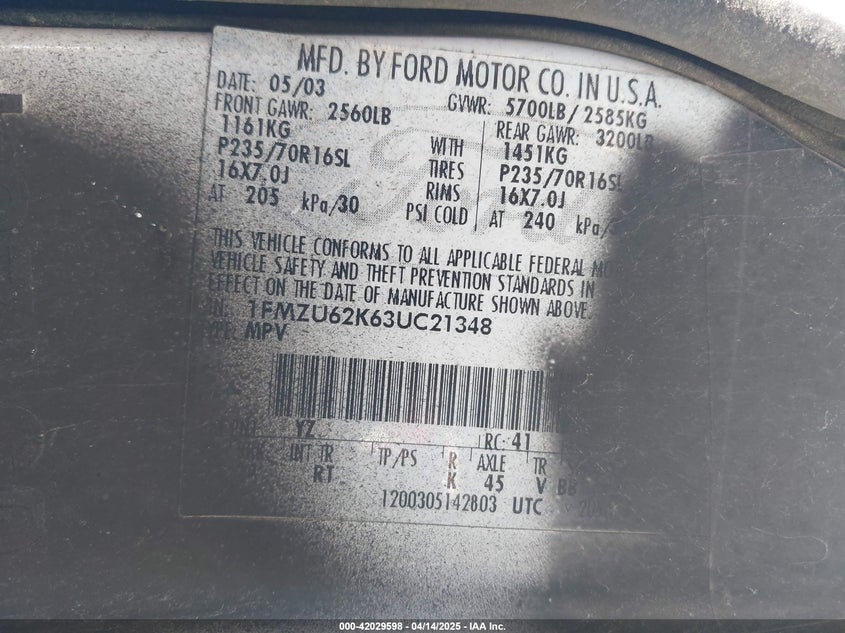 MFD. BY FORD MOTOR CO. IN U.S.A.
DATE: 05/03 GVWR: 5700LB/ 2585KG
FRONT GAWR: 2560LB REAR GAWR: 3200LB
1161KG WITH 1451KG
P235/70R16SL TIRES P235/70R16SL
16X7.0J RIMS 16X7.0J
AT 205 kPa/30 PSI COLD AT 240 kPa/
THIS VEHICLE CONFORMS TO ALL APPLICABLE FEDERAL
VEHICLE SAFETY AND THEFT PREVENTION STANDARDS IN
EFFECT ON THE DATE OF MANUFACTURE SHOWN ABOVE.
1FMZU62K63UC21348
MPV
YZ RC: 41
INT TR TP/PS R AXLE TR
RT K 45 V BB
1200305142803 UTC
000-42029598 - 04/14/2025 - IAA Inc.